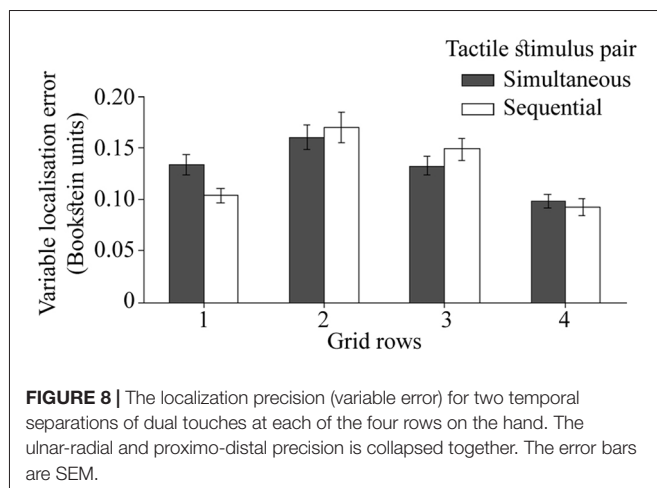 Tactile stimulus pair
Simultaneous
Sequential
Variable localisation error
(Bookstein units)
0.20
0.15
0.10
0.05
0
1 2 3 4
Grid rows
FIGURE 8 | The localization precision (variable error) for two temporal
separations of dual touches at each of the four rows on the hand. The
ulnar-radial and proximo-distal precision is collapsed together. The error bars
are SEM.